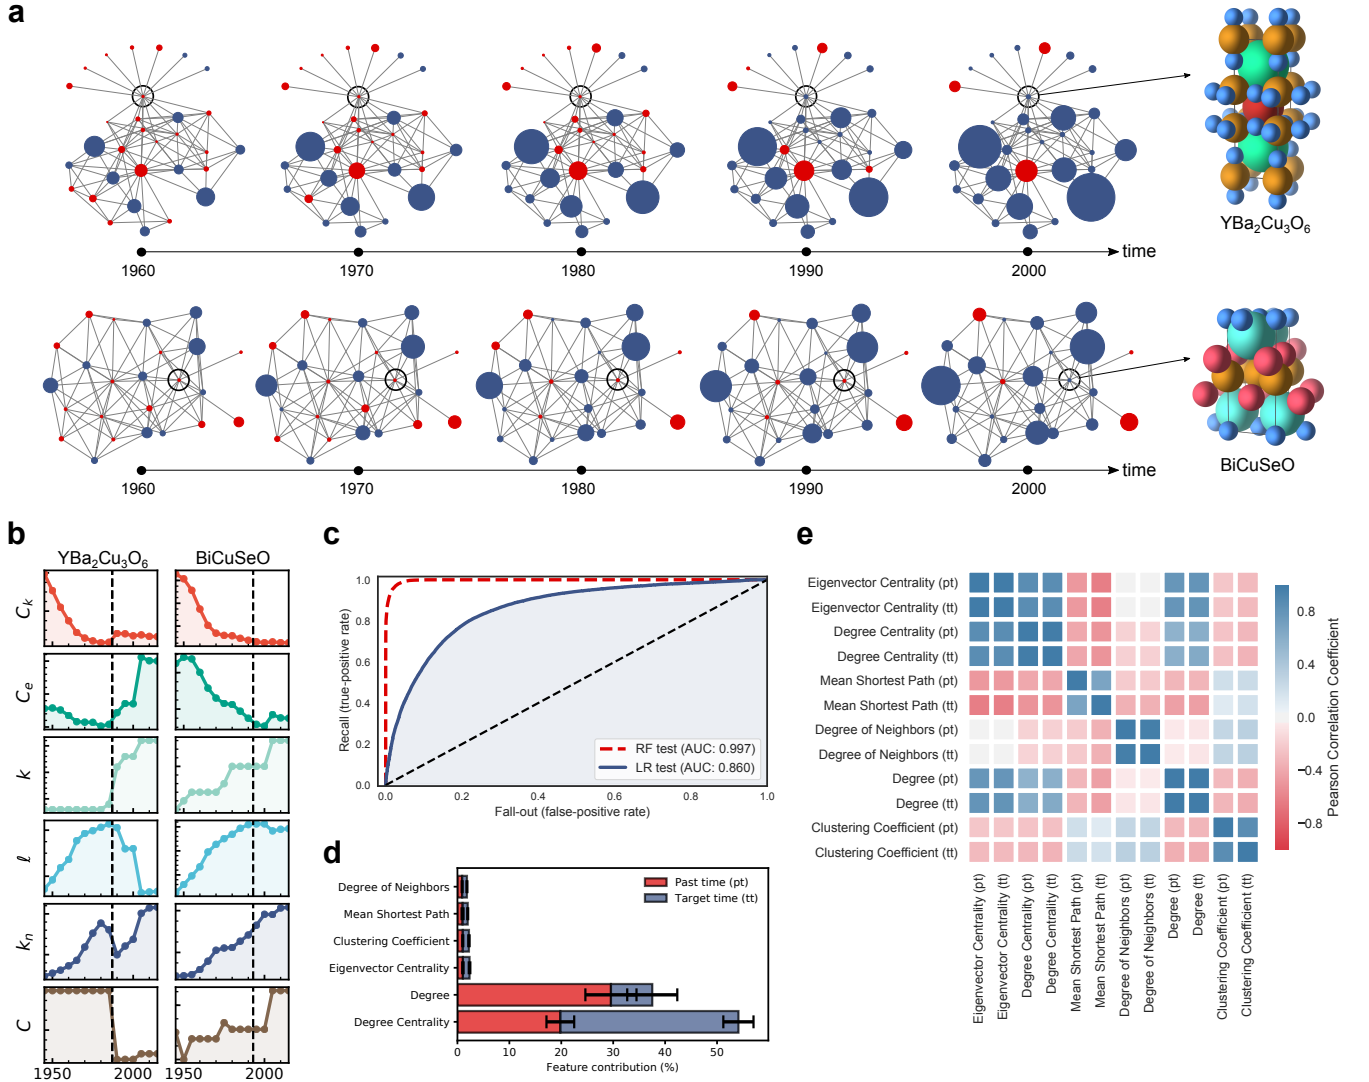 a
YBa2Cu3O6
time
1960
1970
1980
1990
2000
BiCuSeO
time
1960
1970
1980
1990
2000
b
YBa2Cu3O6
BiCuSeO
Ck
Ce
k
ℓ
kn
C
1950
2000
1950
2000
c
Recall (true-positive rate)
1.0
0.8
0.6
0.4
0.2
0.0
0.0
0.2
0.4
0.6
0.8
1.0
Fall-out (false-positive rate)
RF test (AUC: 0.997)
LR test (AUC: 0.860)
d
Degree of Neighbors
Mean Shortest Path
Clustering Coefficient
Eigenvector Centrality
Degree
Degree Centrality
Past time (pt)
Target time (tt)
0
10
20
30
40
50
Feature contribution (%)
e
Eigenvector Centrality (pt)
Eigenvector Centrality (tt)
Degree Centrality (pt)
Degree Centrality (tt)
Mean Shortest Path (pt)
Mean Shortest Path (tt)
Degree of Neighbors (pt)
Degree of Neighbors (tt)
Degree (pt)
Degree (tt)
Clustering Coefficient (pt)
Clustering Coefficient (tt)
Eigenvector Centrality (pt)
Eigenvector Centrality (tt)
Degree Centrality (pt)
Degree Centrality (tt)
Mean Shortest Path (pt)
Mean Shortest Path (tt)
Degree of Neighbors (pt)
Degree of Neighbors (tt)
Degree (pt)
Degree (tt)
Clustering Coefficient (pt)
Clustering Coefficient (tt)
0.8
0.4
0.0
−0.4
−0.8
Pearson Correlation Coefficient